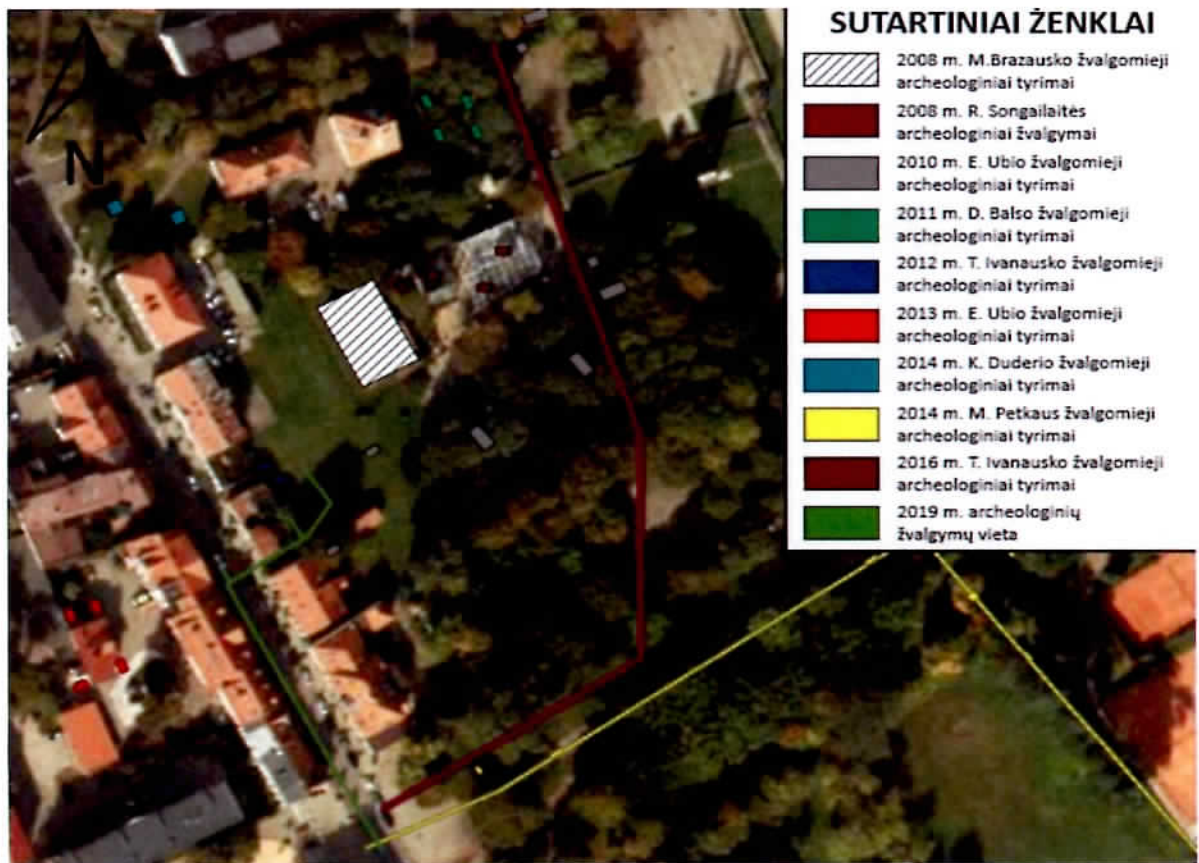 SUTARTINIAI ŽENKLAI
2008 m. M.Brazausko žvalgomieji
archeologiniai tyrimai
2008 m. R. Songailaitės
archeologiniai žvalgymai
2010 m. E. Ubio žvalgomieji
archeologiniai tyrimai
2011 m. D. Balso žvalgomieji
archeologiniai tyrimai
2012 m. T. Ivanausko žvalgomieji
archeologiniai tyrimai
2013 m. E. Ubio žvalgomieji
archeologiniai tyrimai
2014 m. K. Duderio žvalgomieji
archeologiniai tyrimai
2014 m. M. Petkaus žvalgomieji
archeologiniai tyrimai
2016 m. T. Ivanausko žvalgomieji
archeologiniai tyrimai
2019 m. archeologinių
žvalgymų vieta
N